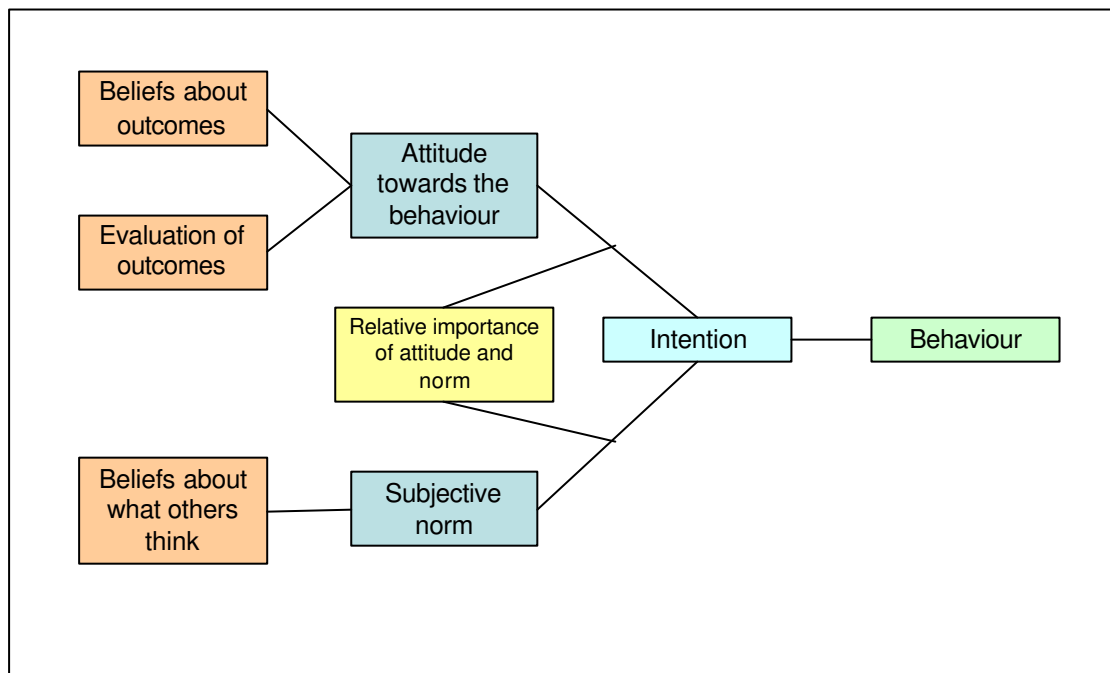 Beliefs about
outcomes
Attitude
towards the
behaviour
Evaluation of
outcomes
Relative importance
of attitude and
norm
Intention
Behaviour
Beliefs about
what others
think
Subjective
norm